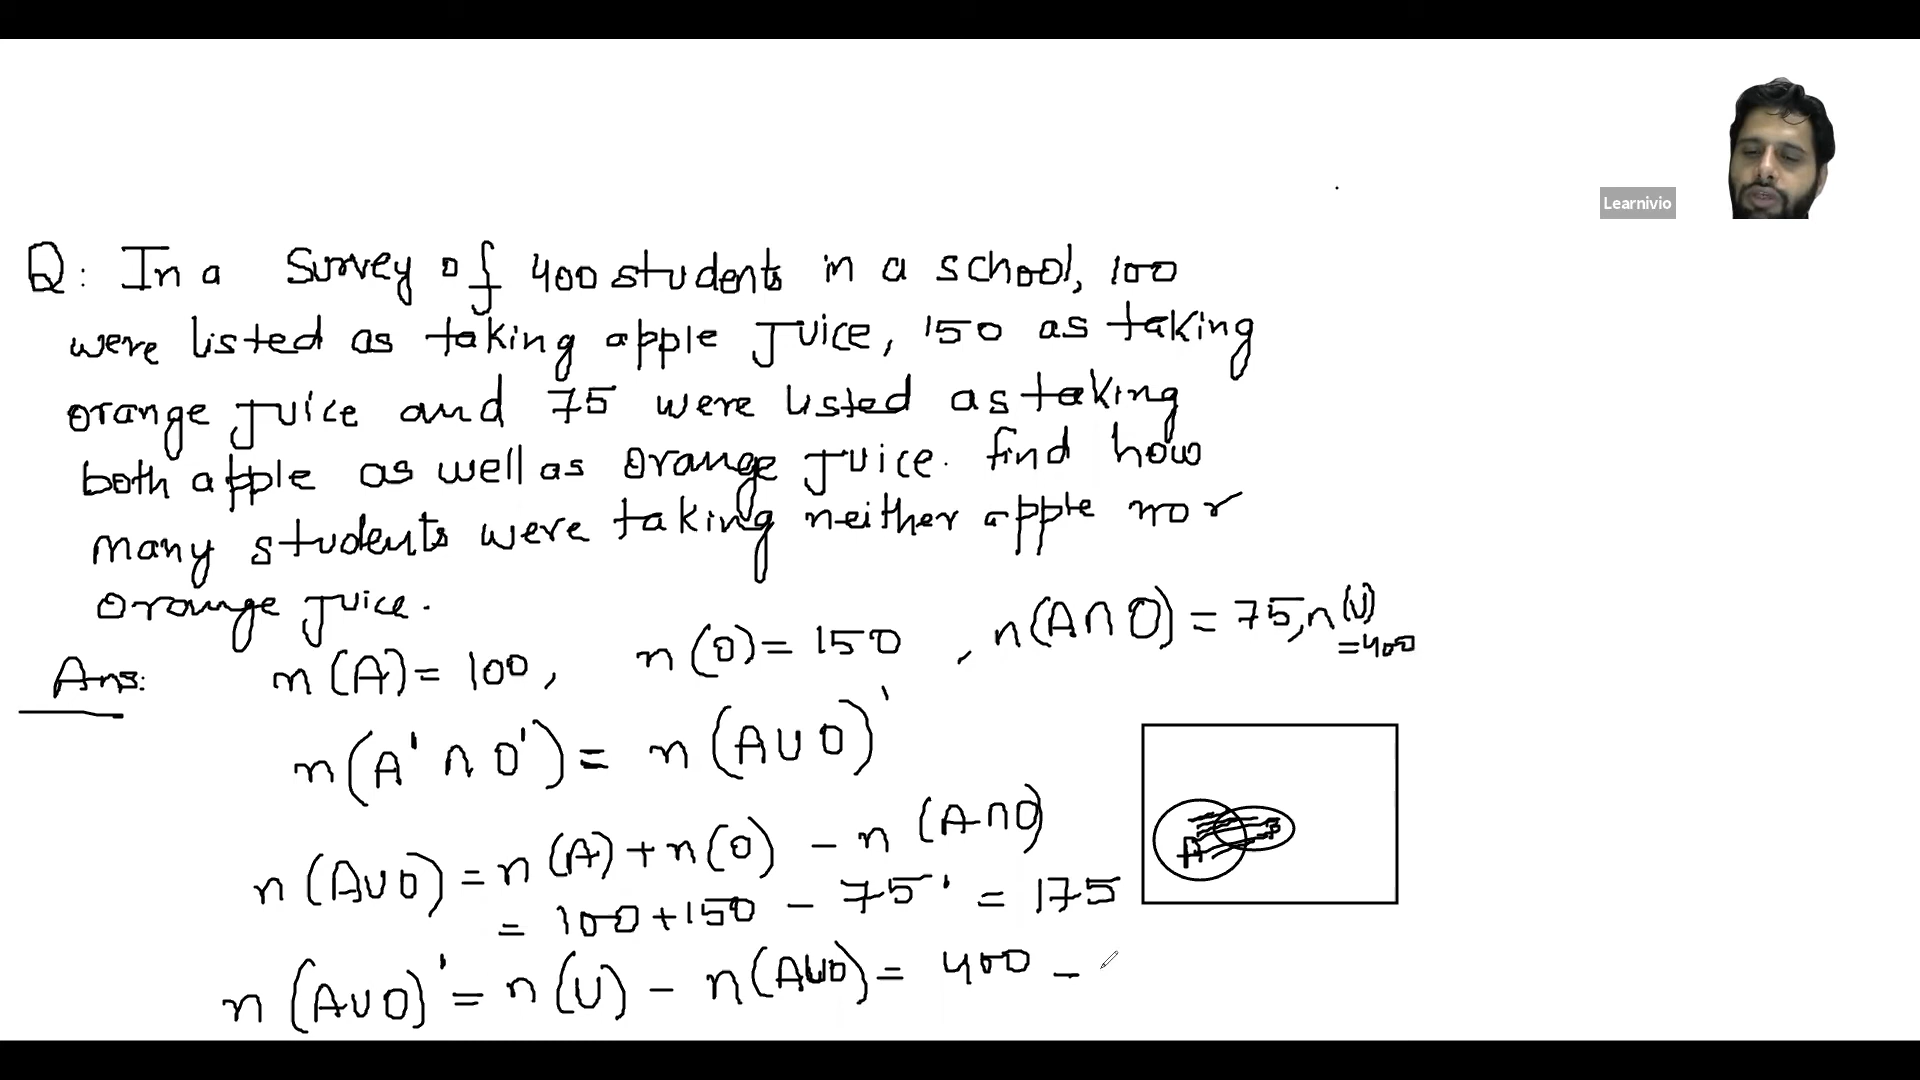 Learnivio
Q: In a Survey of 400 students in a school, 100
were listed as taking apple Juice, 150 as taking
orange Juice and 75 were listed as taking
both apple as well as orange Juice. find how
many students were taking neither apple nor
orange Juice.
Ans: n(A) = 100, n(O) = 150, n(A∩O) = 75, n(U)
=400
n(A' ∩ O') = n(A∪O)'
n(A∪O) = n(A) + n(O) - n(A∩O)
= 100 + 150 - 75 ' = 175
n(A∪O)' = n(U) - n(A∪O) = 400 -
A B